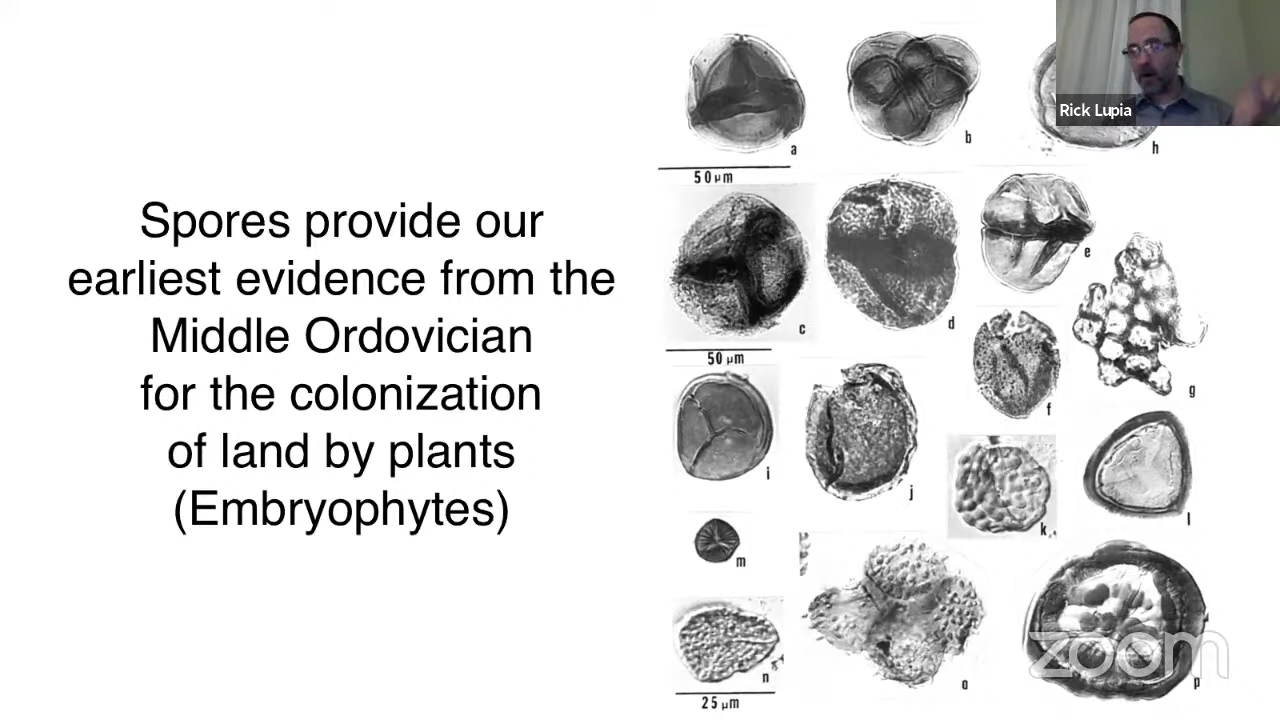 Spores provide our
earliest evidence from the
Middle Ordovician
for the colonization
of land by plants
(Embryophytes)
Rick Lupia
a
b
h
50 µm
c
d
e
g
50 µm
f
i
j
k
l
m
n
o
p
25 µm
zoom